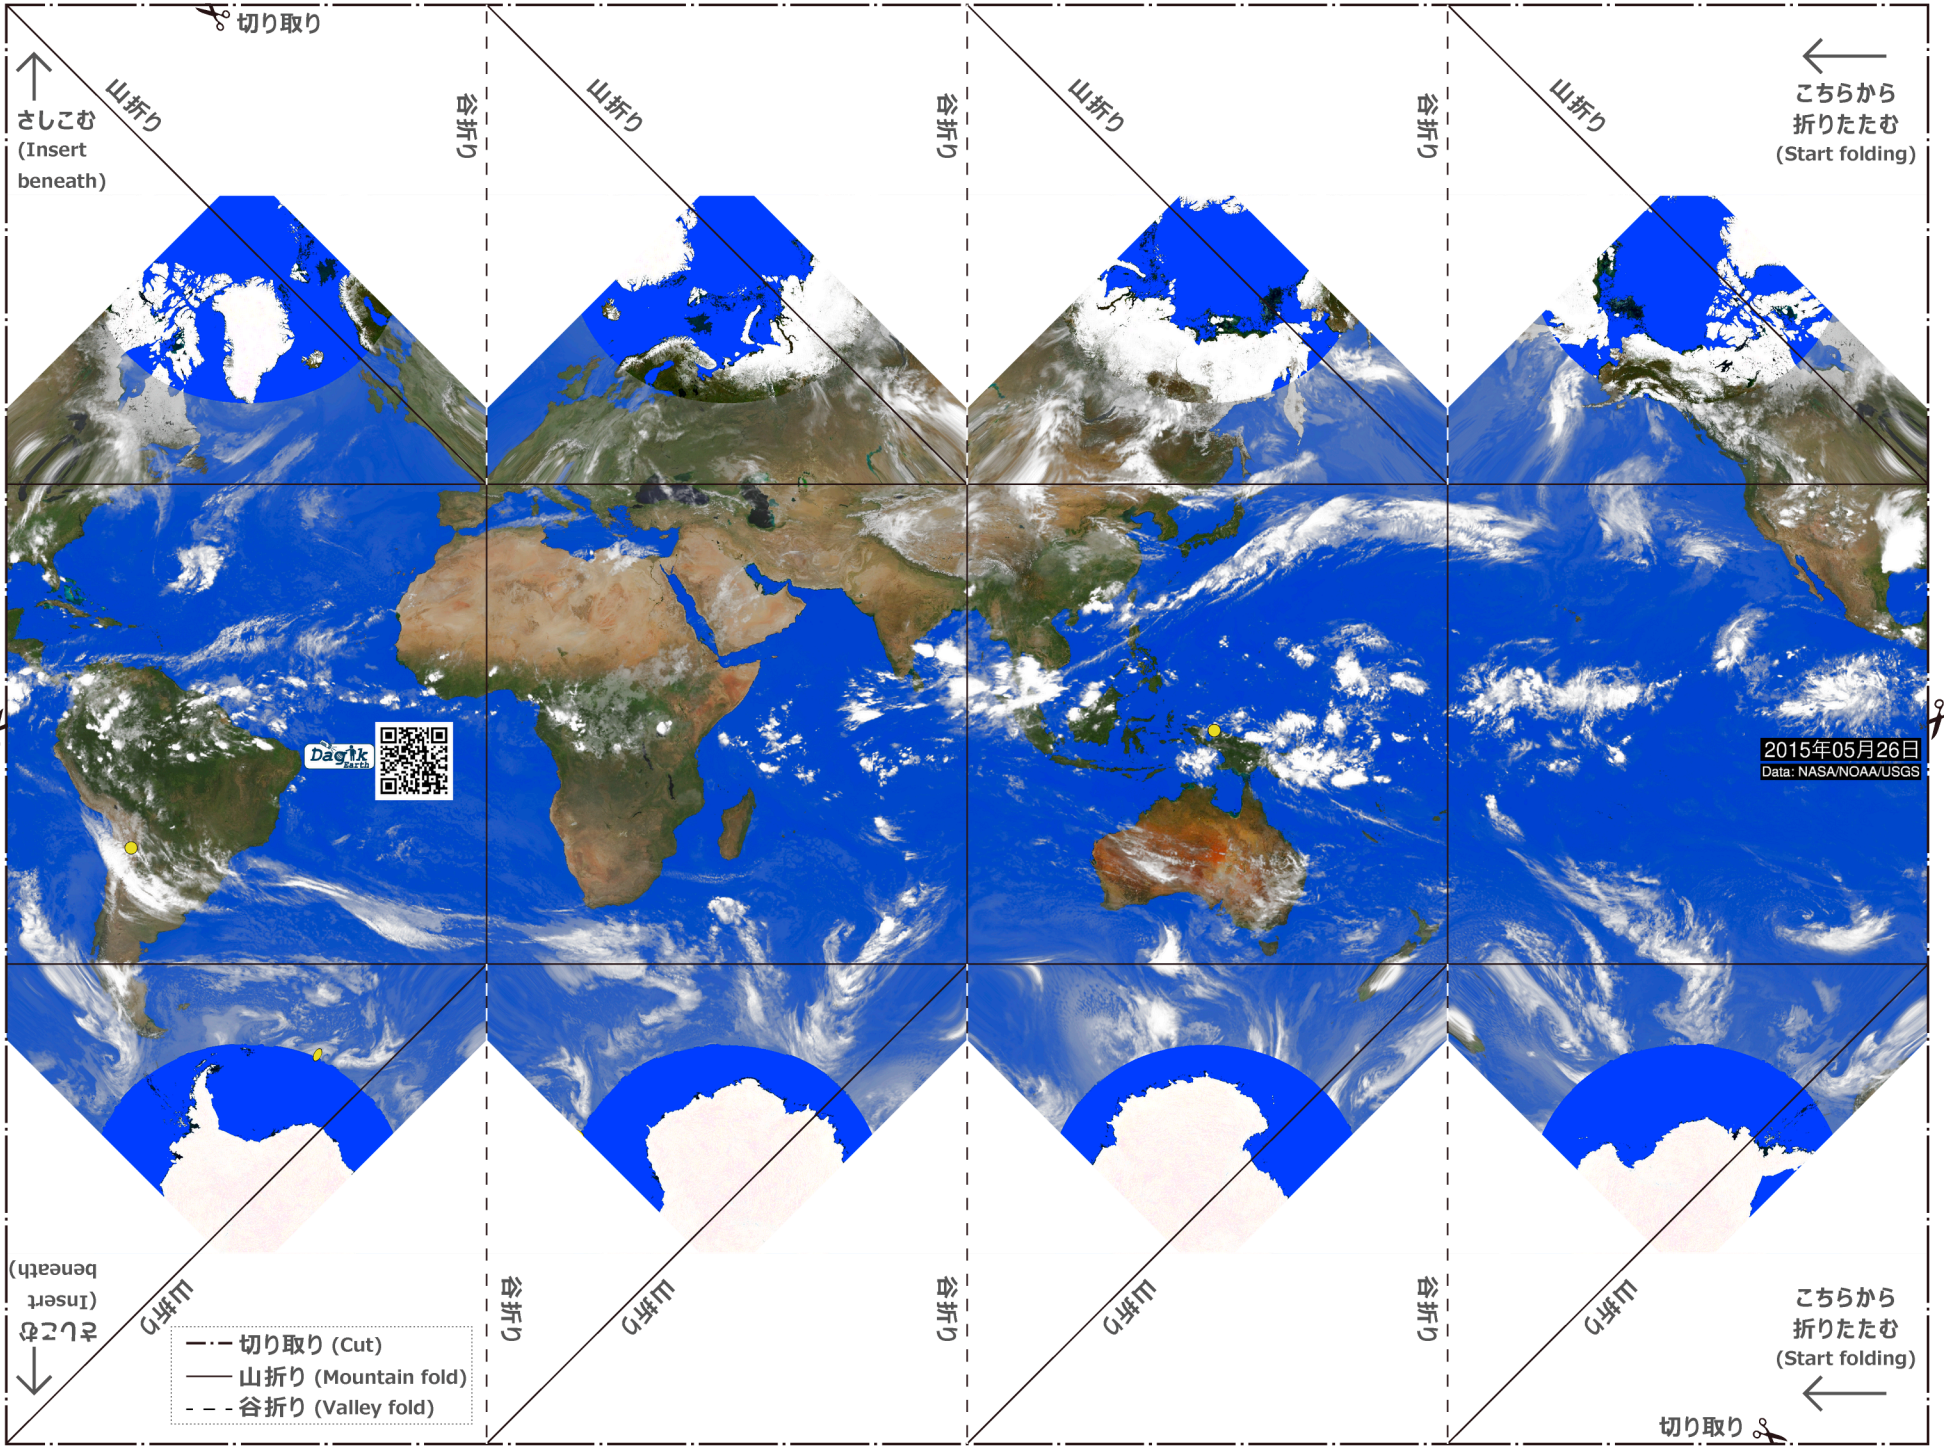 切り取り
山折り
山折り
山折り
山折り
谷折り
谷折り
谷折り
さしこむ
(Insert
beneath)
こちらから
折りたたむ
(Start folding)
Dagik
Earth
2015年05月26日
Data: NASA/NOAA/USGS
さしこむ
(Insert
beneath)
山折り
山折り
山折り
山折り
谷折り
谷折り
谷折り
切り取り (Cut)
山折り (Mountain fold)
谷折り (Valley fold)
こちらから
折りたたむ
(Start folding)
切り取り